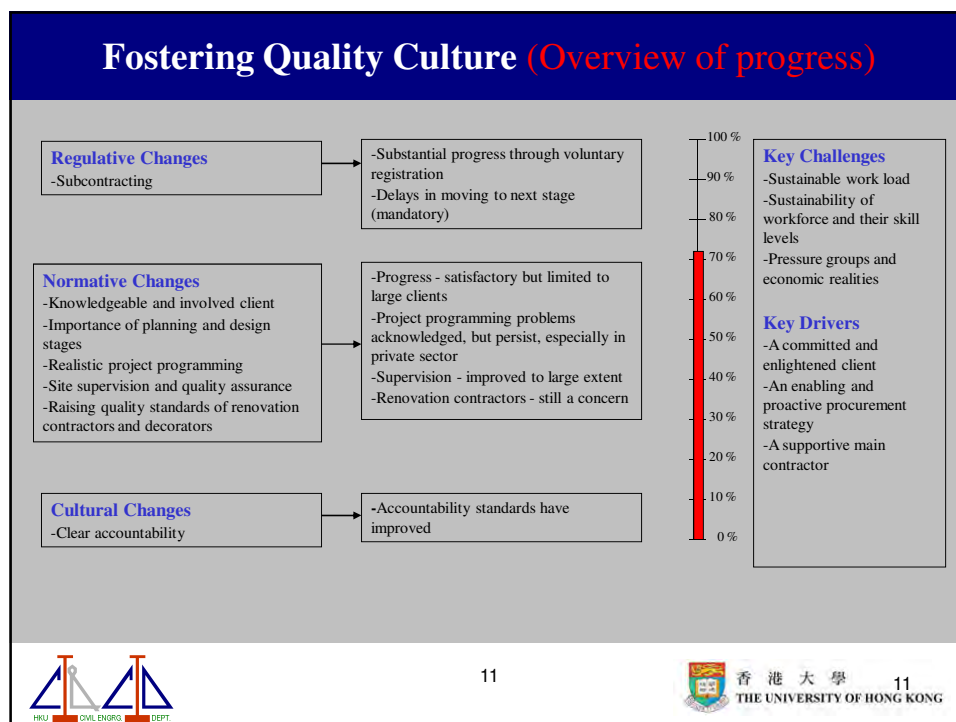 Fostering Quality Culture (Overview of progress)
Regulative Changes
-Subcontracting
-Substantial progress through voluntary
registration
-Delays in moving to next stage
(mandatory)
Normative Changes
-Knowledgeable and involved client
-Importance of planning and design
stages
-Realistic project programming
-Site supervision and quality assurance
-Raising quality standards of renovation
contractors and decorators
-Progress - satisfactory but limited to
large clients
-Project programming problems
acknowledged, but persist, especially in
private sector
-Supervision - improved to large extent
-Renovation contractors - still a concern
Cultural Changes
-Clear accountability
-Accountability standards have
improved
100 %
90 %
80 %
70 %
60 %
50 %
40 %
30 %
20 %
10 %
0 %
Key Challenges
-Sustainable work load
-Sustainability of
workforce and their skill
levels
-Pressure groups and
economic realities
Key Drivers
-A committed and
enlightened client
-An enabling and
proactive procurement
strategy
-A supportive main
contractor
HKU CIVIL ENGRG. DEPT.
11
香港大學
THE UNIVERSITY OF HONG KONG
11